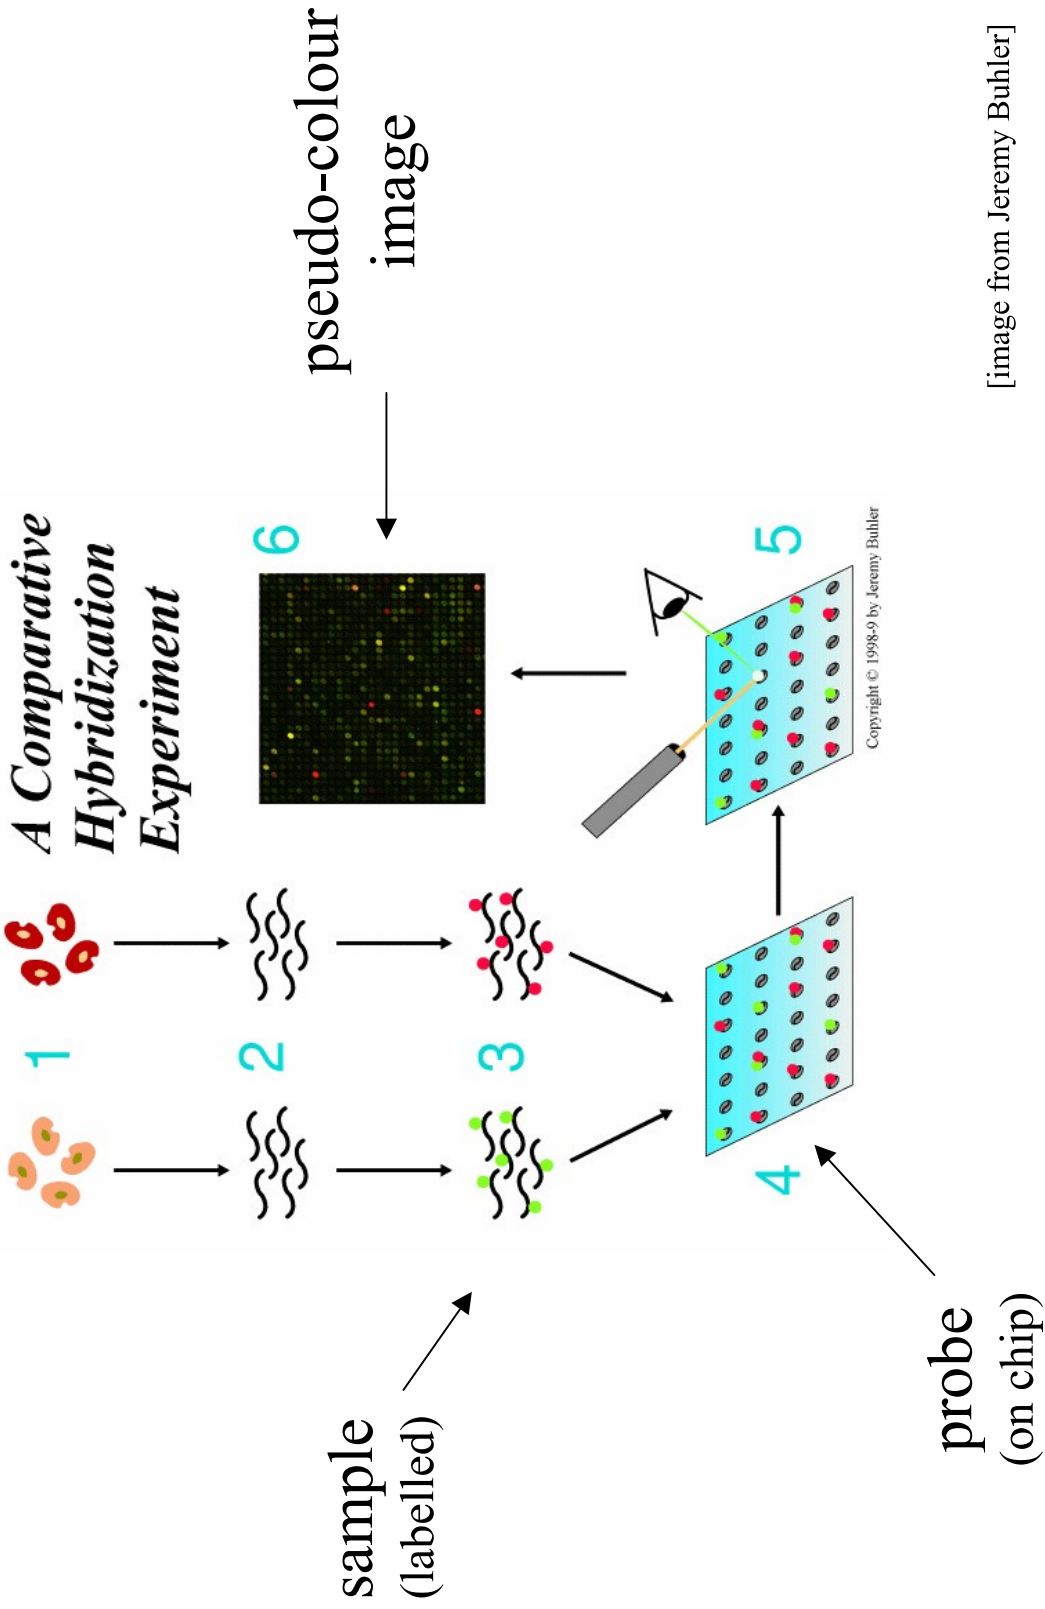 A Comparative
Hybridization
Experiment
1
2
3
4
5
6
sample
(labelled)
probe
(on chip)
pseudo-colour
image
Copyright © 1998-9 by Jeremy Buhler
[image from Jeremy Buhler]